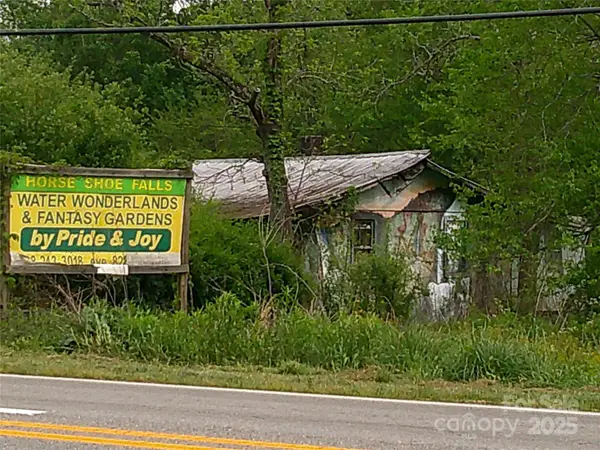 HORSE SHOE FALLS
WATER WONDERLANDS
& FANTASY GARDENS
by Pride & Joy
canopy 2025